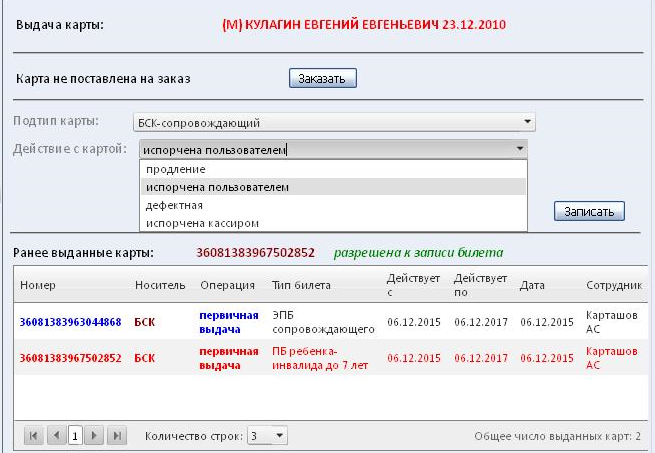 Выдача карты: (М) КУЛАГИН ЕВГЕНИЙ ЕВГЕНЬЕВИЧ 23.12.2010
Карта не поставлена на заказ Заказать
Подтип карты: БСК-сопровождающий
Действие с картой: испорчена пользователем
продление
испорчена пользователем
дефектная
испорчена кассиром
Записать
Ранее выданные карты: 36081383967502852 разрешена к записи билета
Номер Носитель Операция Тип билета Действует с Действует по Дата Сотрудник
36081383963044868 БСК первичная выдача ЭПБ сопровождающего 06.12.2015 06.12.2017 06.12.2015 Карташов АС
36081383967502852 БСК первичная выдача ПБ ребенка-инвалида до 7 лет 06.12.2015 06.12.2017 06.12.2015 Карташов АС
1 Количество строк: 3 Общее число выданных карт: 2